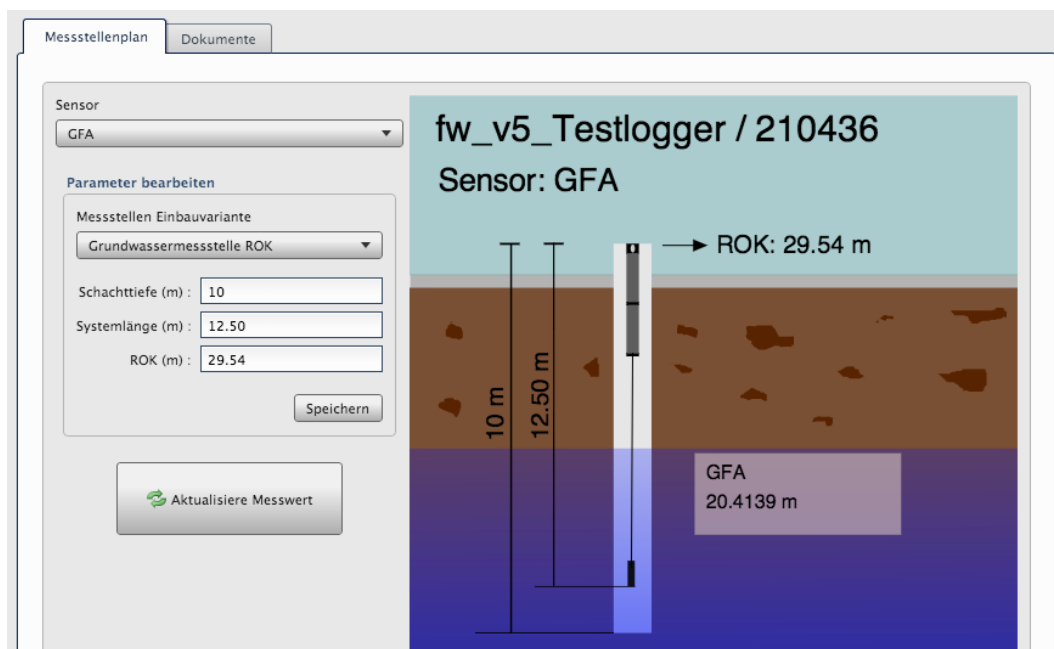 Messstellenplan
Dokumente
Sensor
GFA
Parameter bearbeiten
Messstellen Einbauvariante
Grundwassermessstelle ROK
Schachttiefe (m) : 10
Systemlänge (m) : 12.50
ROK (m) : 29.54
Speichern
Aktualisiere Messwert
fw_v5_Testlogger / 210436
Sensor: GFA
ROK: 29.54 m
10 m
12.50 m
GFA
20.4139 m